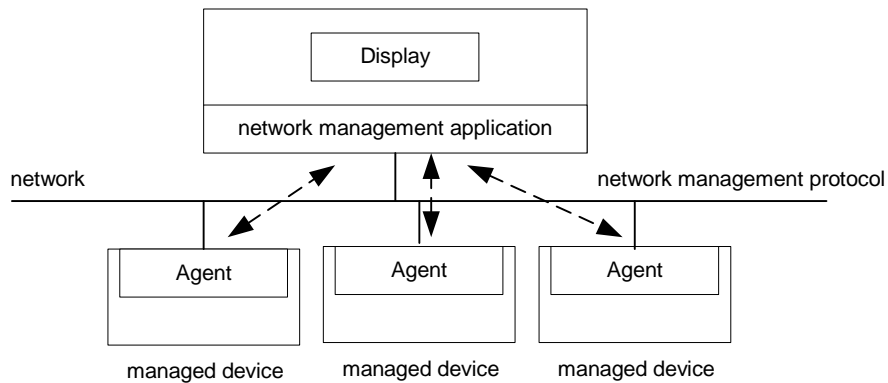 Display
network management application
network
network management protocol
Agent
Agent
Agent
managed device
managed device
managed device